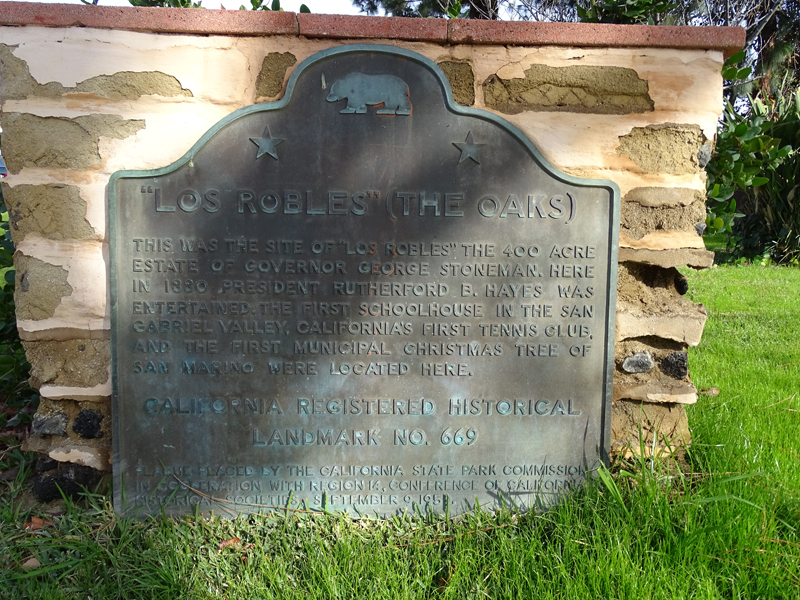 "LOS ROBLES" (THE OAKS)
THIS WAS THE SITE OF "LOS ROBLES", THE 400 ACRE
ESTATE OF GOVERNOR GEORGE STONEMAN. HERE
IN 1880 PRESIDENT RUTHERFORD B. HAYES WAS
ENTERTAINED. THE FIRST SCHOOLHOUSE IN THE SAN
GABRIEL VALLEY, CALIFORNIA'S FIRST TENNIS CLUB,
AND THE FIRST MUNICIPAL CHRISTMAS TREE OF
SAN MARINO WERE LOCATED HERE.
CALIFORNIA REGISTERED HISTORICAL
LANDMARK NO. 669
PLAQUE PLACED BY THE CALIFORNIA STATE PARK COMMISSION
IN COOPERATION WITH REGION 14, CONFERENCE OF CALIFORNIA
HISTORICAL SOCIETIES, SEPTEMBER 9,